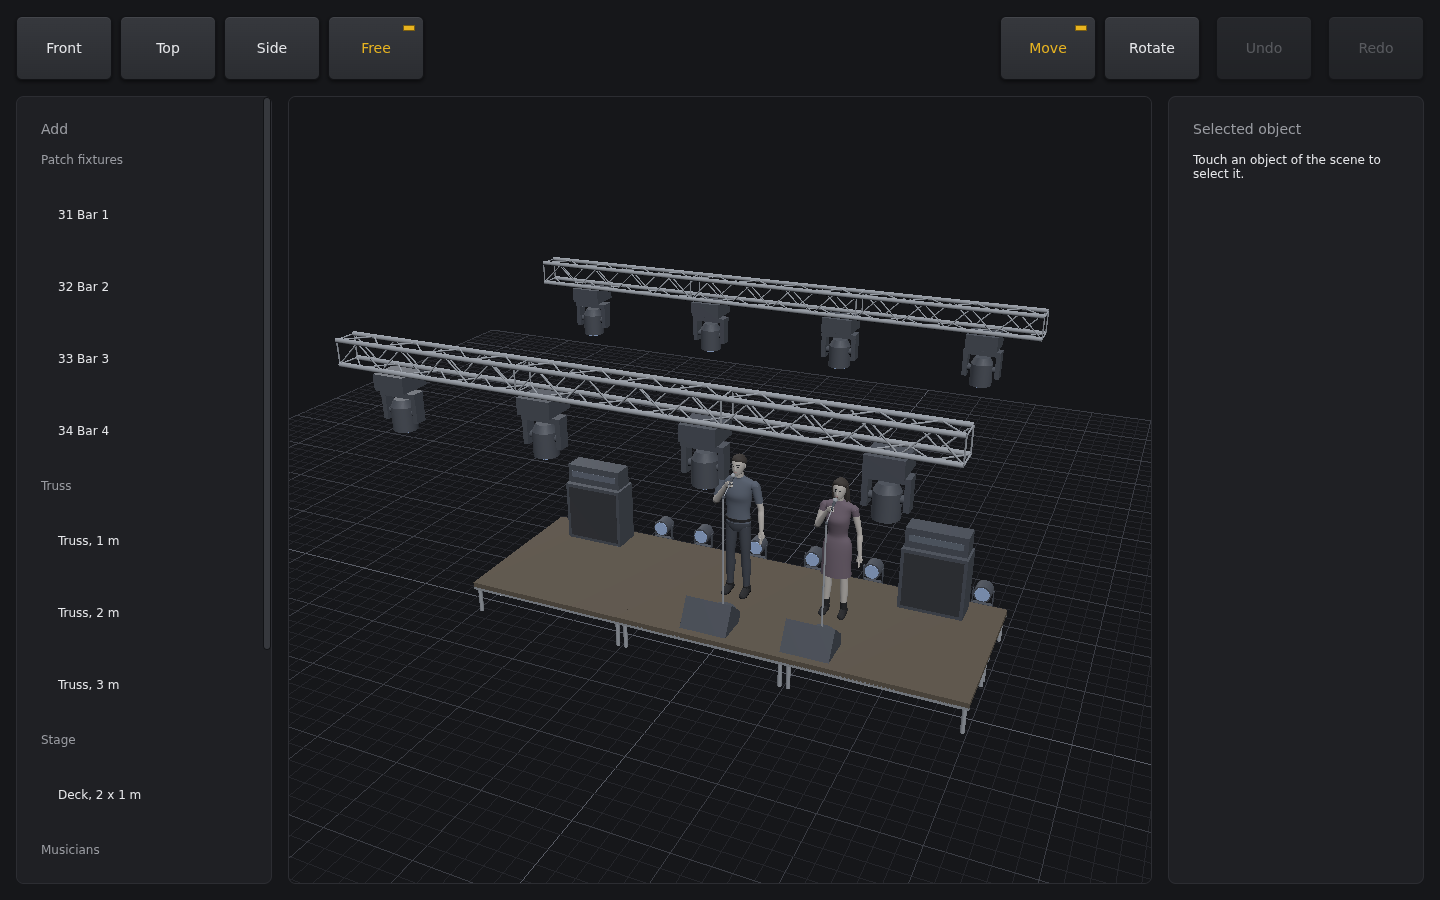 Front
Top
Side
Free
Move
Rotate
Undo
Redo
Add
Patch fixtures
31 Bar 1
32 Bar 2
33 Bar 3
34 Bar 4
Truss
Truss, 1 m
Truss, 2 m
Truss, 3 m
Stage
Deck, 2 x 1 m
Musicians
Selected object
Touch an object of the scene to
select it.